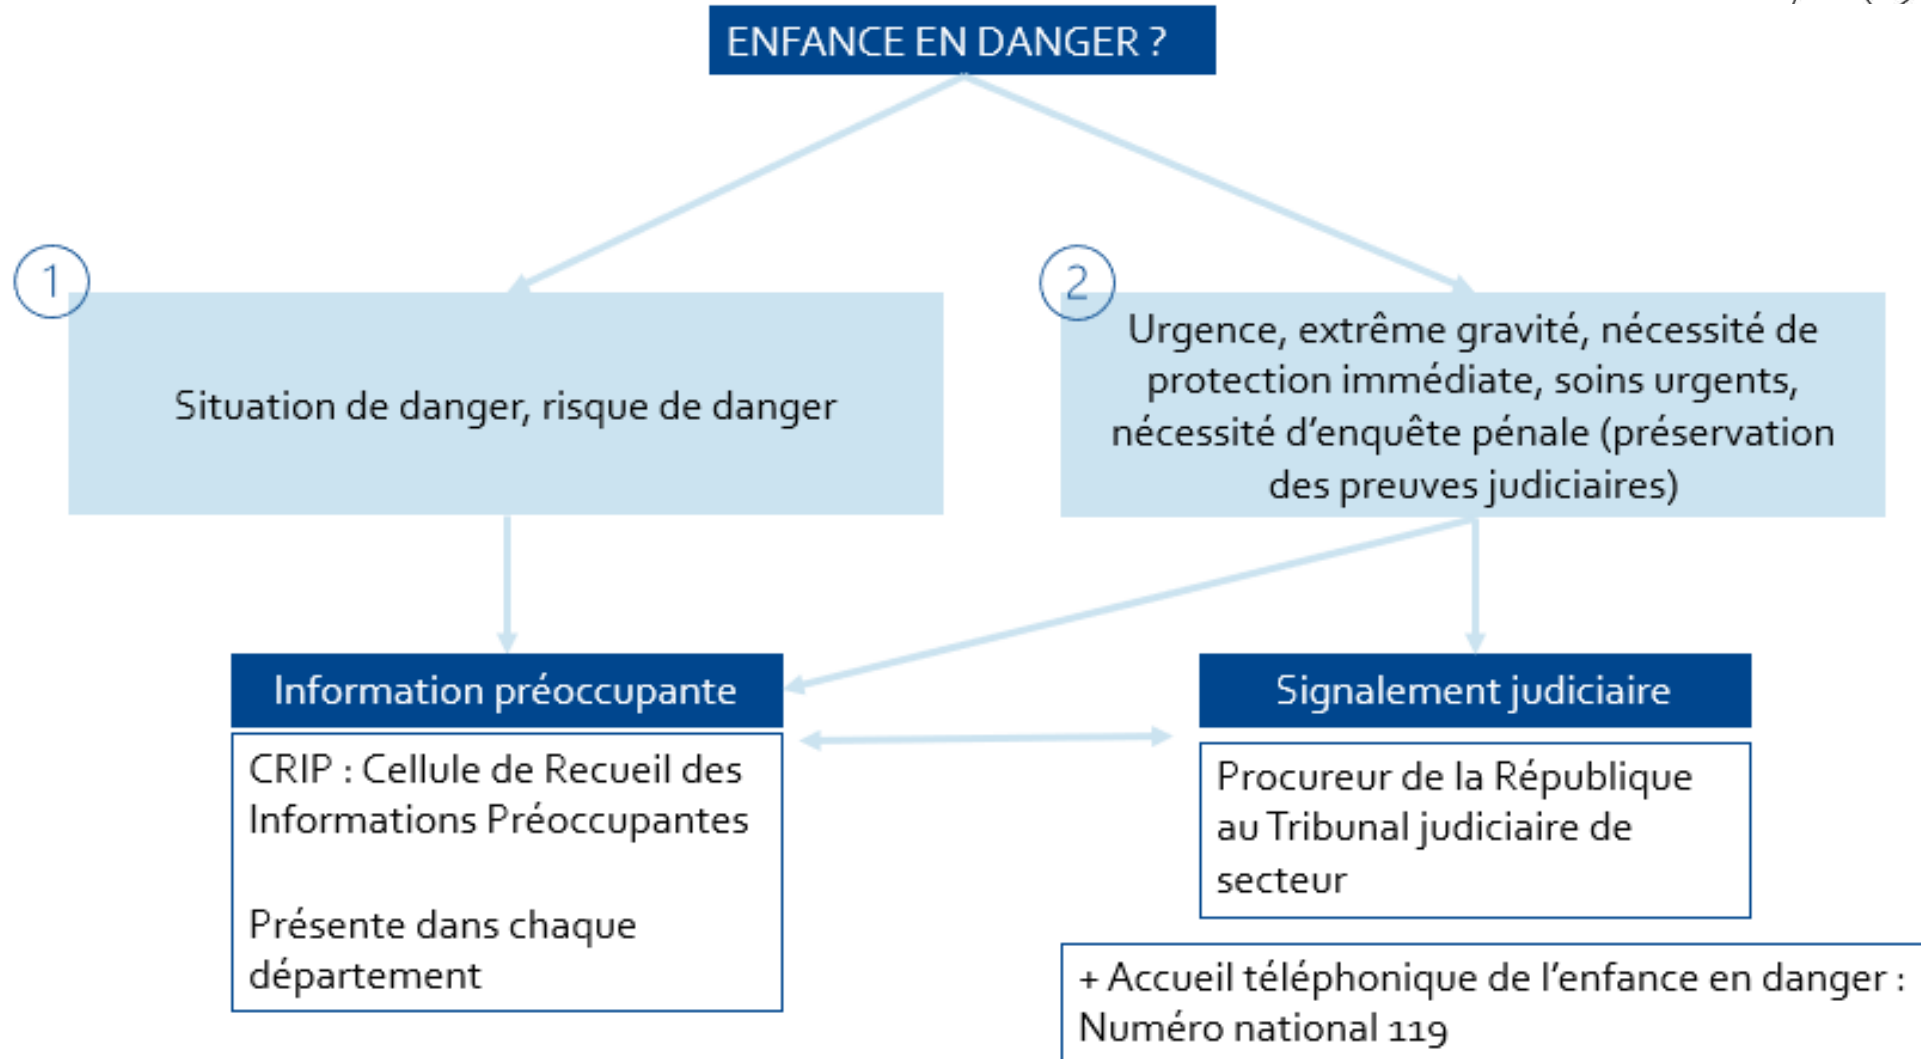 ENFANCE EN DANGER ?
1
Situation de danger, risque de danger
2
Urgence, extrême gravité, nécessité de
protection immédiate, soins urgents,
nécessité d'enquête pénale (préservation
des preuves judiciaires)
Information préoccupante
CRIP : Cellule de Recueil des
Informations Préoccupantes
Présente dans chaque
département
Signalement judiciaire
Procureur de la République
au Tribunal judiciaire de
secteur
+ Accueil téléphonique de l'enfance en danger :
Numéro national 119